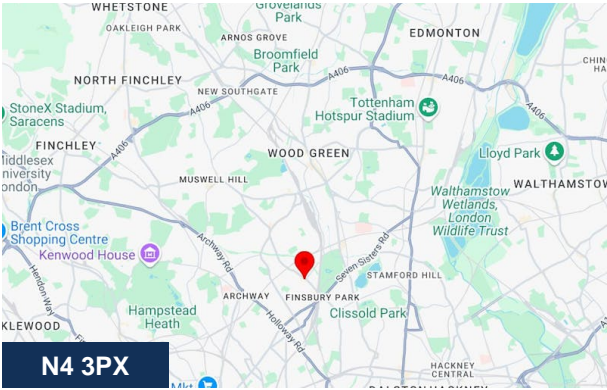 WHETSTONE
Grovelands
Park
OAKLEIGH PARK
ARNOS GROVE
EDMONTON
Broomfield
Park
NORTH FINCHLEY
A406
A406
NEW SOUTHGATE
StoneX Stadium,
Saracens
A406
Tottenham
Hotspur Stadium
FINCHLEY
A406
WOOD GREEN
Lloyd Park
MUSWELL HILL
WALTHAMSTOW
Walthamstow
Wetlands,
London
Wildlife Trust
Brent Cross
Shopping Centre
Kenwood House
Archway Rd
Seven Sisters Rd
Hendon Way
STAMFORD HILL
ARCHWAY
FINSBURY PARK
Hampstead
Heath
Holloway Rd
Clissold Park
KLEWOOD
N4 3PX
HACKNEY
CENTRAL
Mkt